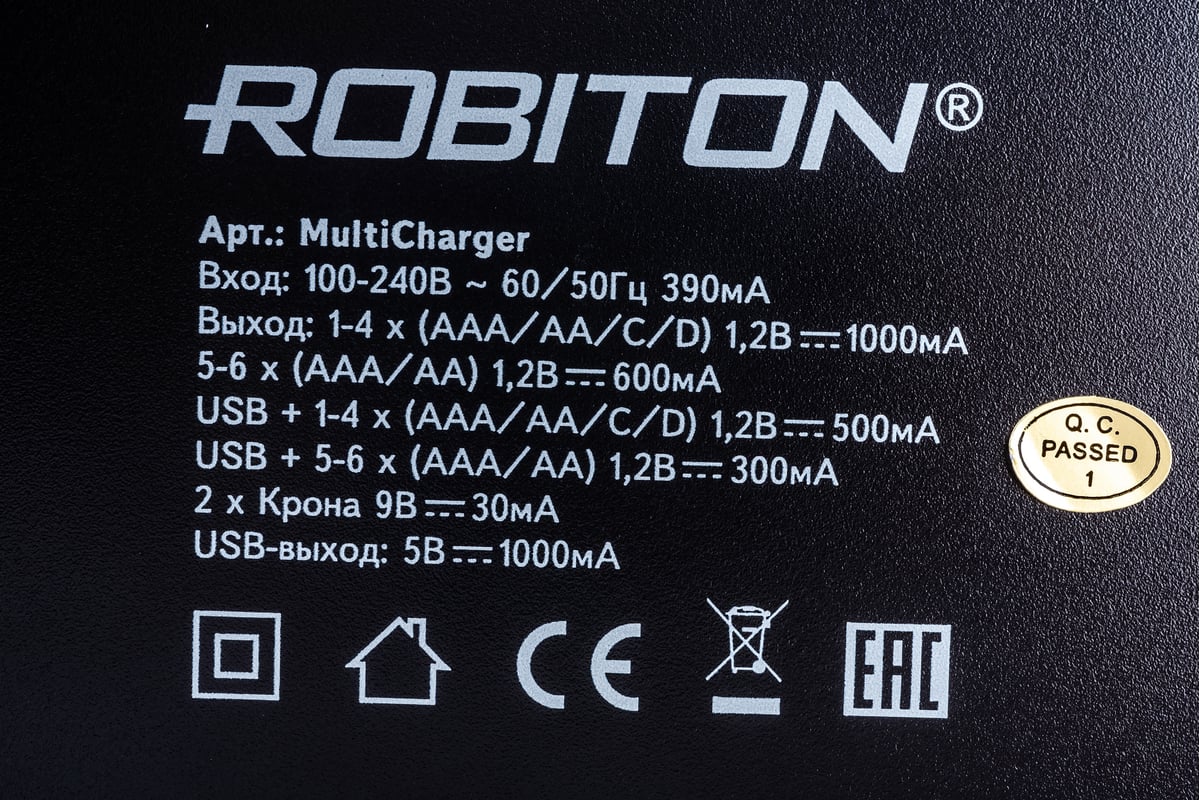 ROBITON®
Арт.: MultiCharger
Вход: 100-240В ~ 60/50Гц 390мА
Выход: 1-4 x (AAA/AA/C/D) 1,2В⎓1000мА
5-6 x (AAA/AA) 1,2В⎓600мА
USB + 1-4 x (AAA/AA/C/D) 1,2В⎓500мА
USB + 5-6 x (AAA/AA) 1,2В⎓300мА
2 x Крона 9В⎓30мА
USB-выход: 5В⎓1000мА
Q. C.
PASSED
1
CE
EAC